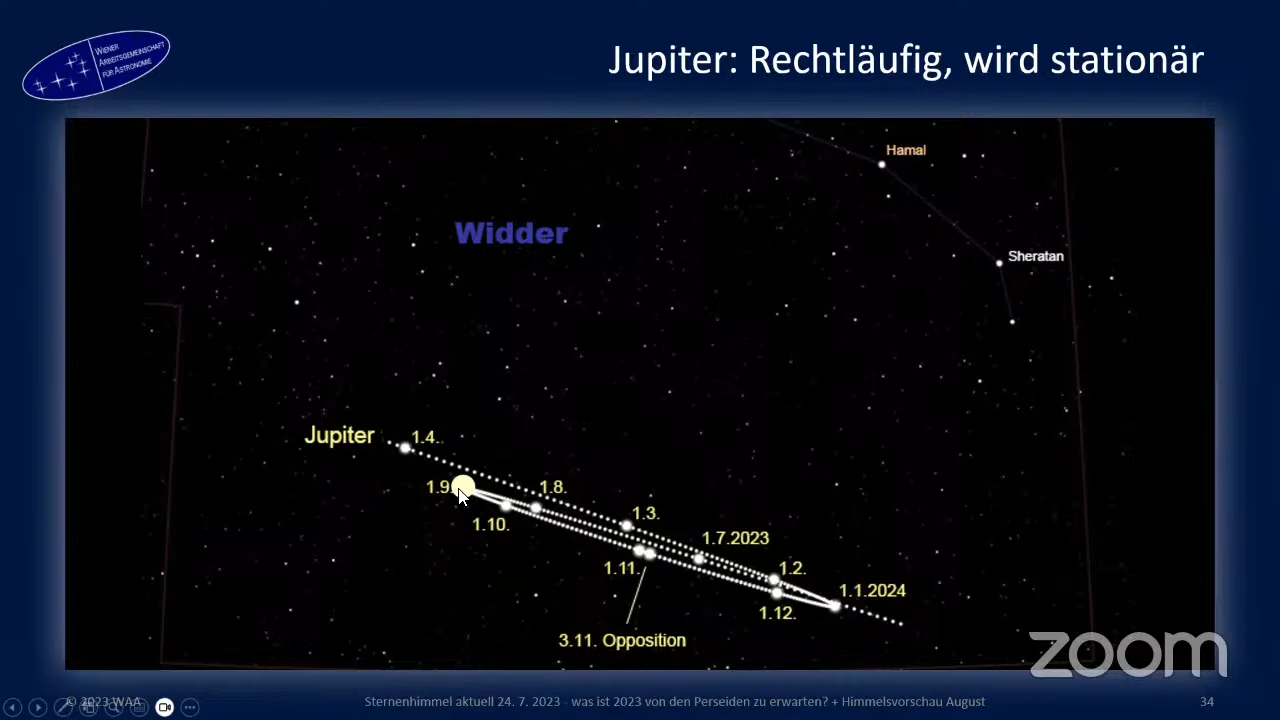 WIENER
ARBEITSGEMEINSCHAFT
FÜR ASTRONOMIE
Jupiter: Rechtläufig, wird stationär
Hamal
Widder
Sheratan
Jupiter
1.4.
1.9.
1.8.
1.10.
1.3.
1.7.2023
1.11.
1.2.
1.1.2024
1.12.
3.11. Opposition
zoom
© 2023 WAA
Sternenhimmel aktuell 24. 7. 2023 - was ist 2023 von den Perseiden zu erwarten? + Himmelsvorschau August
34